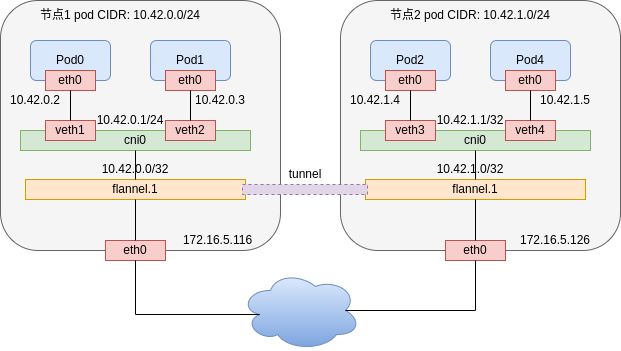 节点1 pod CIDR: 10.42.0.0/24
Pod0
Pod1
eth0
eth0
10.42.0.2
10.42.0.3
10.42.0.1/24
veth1
veth2
cni0
10.42.0.0/32
flannel.1
172.16.5.116
eth0
tunnel
节点2 pod CIDR: 10.42.1.0/24
Pod2
Pod4
eth0
eth0
10.42.1.4
10.42.1.5
10.42.1.1/32
veth3
veth4
cni0
10.42.1.0/32
flannel.1
172.16.5.126
eth0